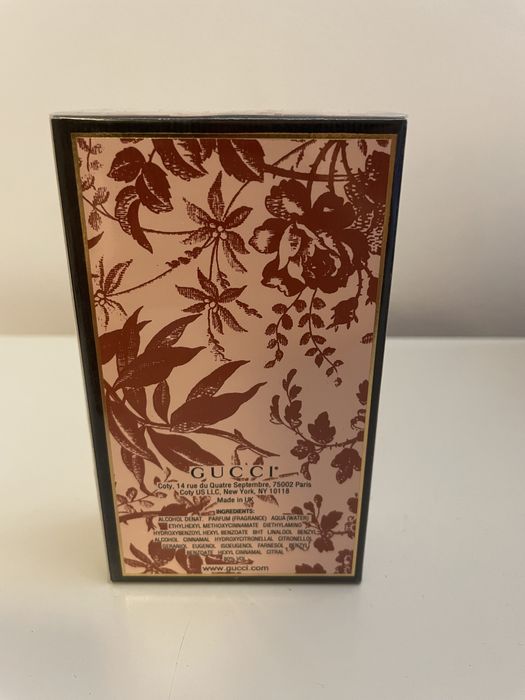 GUCCI
Coty, 14 rue du Quatre Septembre, 75002 Paris
Coty US LLC, New York, NY 10118
Made in UK
INGREDIENTS:
ALCOHOL DENAT. PARFUM (FRAGRANCE) AQUA (WATER)
ETHYLHEXYL METHOXYCINNAMATE DIETHYLAMINO
HYDROXYBENZOYL HEXYL BENZOATE BHT LINALOOL BENZYL
ALCOHOL CINNAMAL HYDROXYCITRONELLAL CITRONELLOL
GERANIOL EUGENOL ISOEUGENOL FARNESOL BENZYL
BENZOATE HEXYL CINNAMAL CITRAL
80% VOL
www.gucci.com